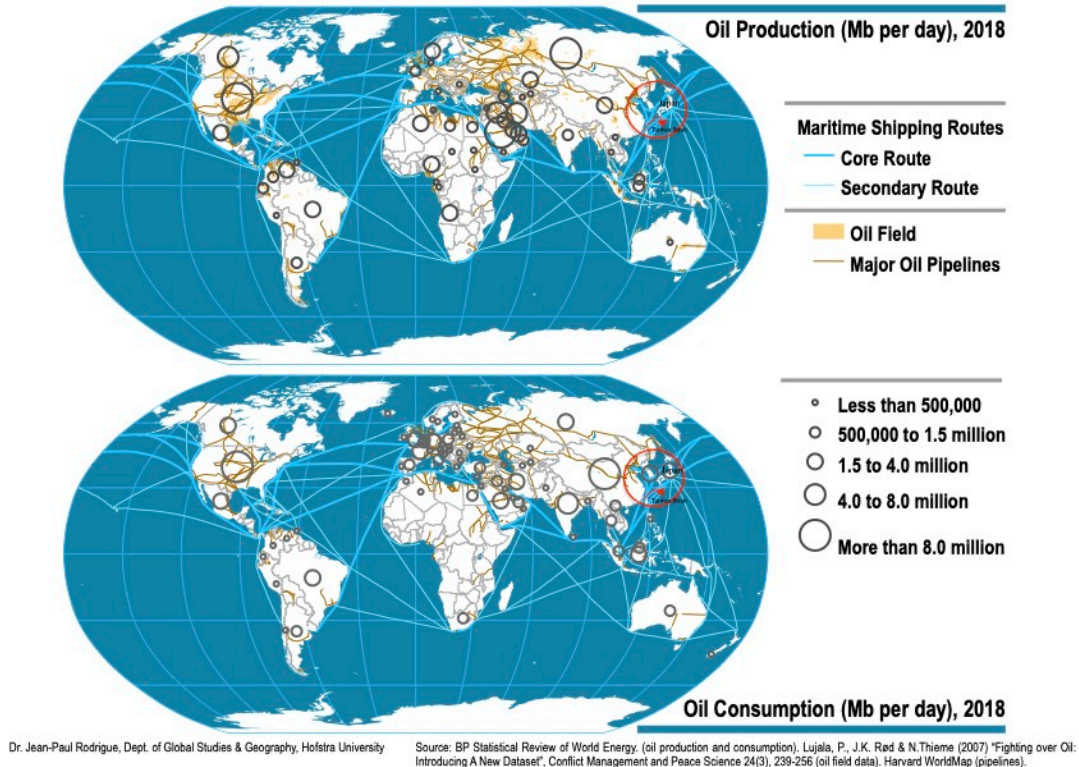 Oil Production (Mb per day), 2018
Maritime Shipping Routes
Core Route
Secondary Route
Oil Field
Major Oil Pipelines
Japan
Less than 500,000
500,000 to 1.5 million
1.5 to 4.0 million
4.0 to 8.0 million
More than 8.0 million
Japan
Oil Consumption (Mb per day), 2018
Dr. Jean-Paul Rodrigue, Dept. of Global Studies & Geography, Hofstra University
Source: BP Statistical Review of World Energy. (oil production and consumption). Lujala, P., J.K. Rød & N.Thieme (2007) "Fighting over Oil:
Introducing A New Dataset", Conflict Management and Peace Science 24(3), 239-256 (oil field data). Harvard WorldMap (pipelines).